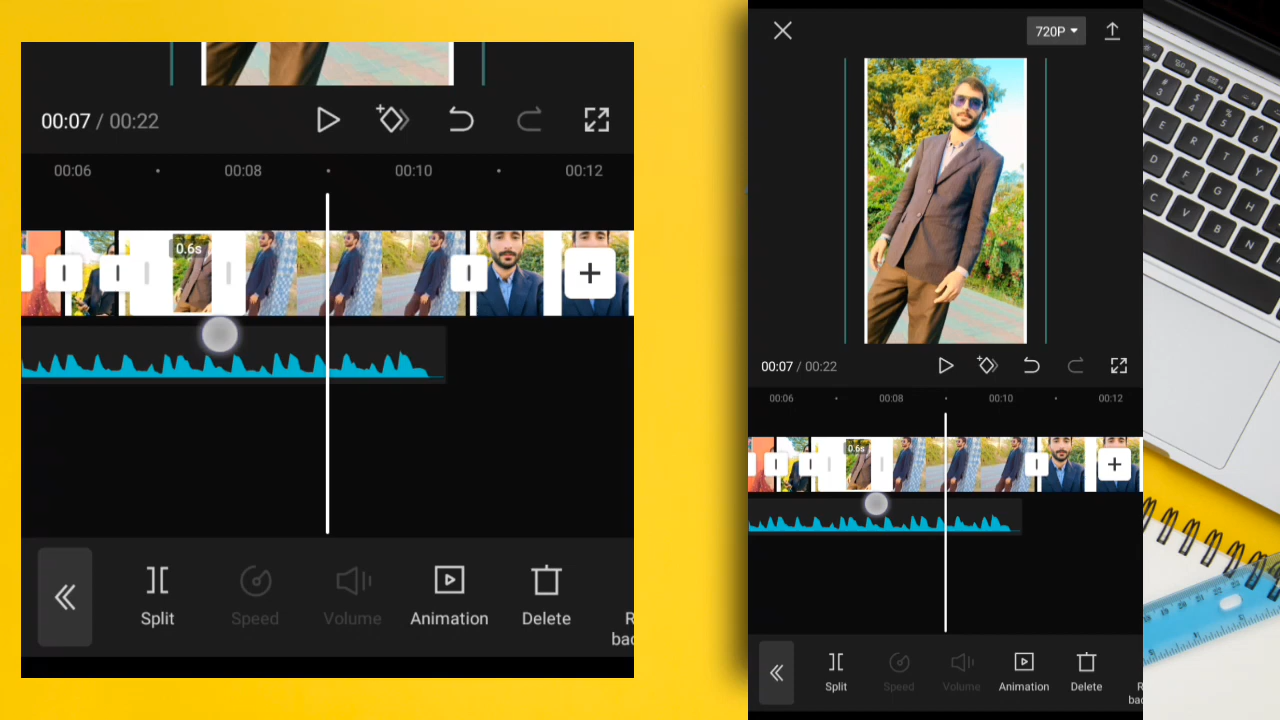 00:07 / 00:22
00:06 00:08 00:10 00:12
0.6s
Split Speed Volume Animation Delete
720P
00:07 / 00:22
00:06 00:08 00:10 00:12
0.6s
Split Speed Volume Animation Delete